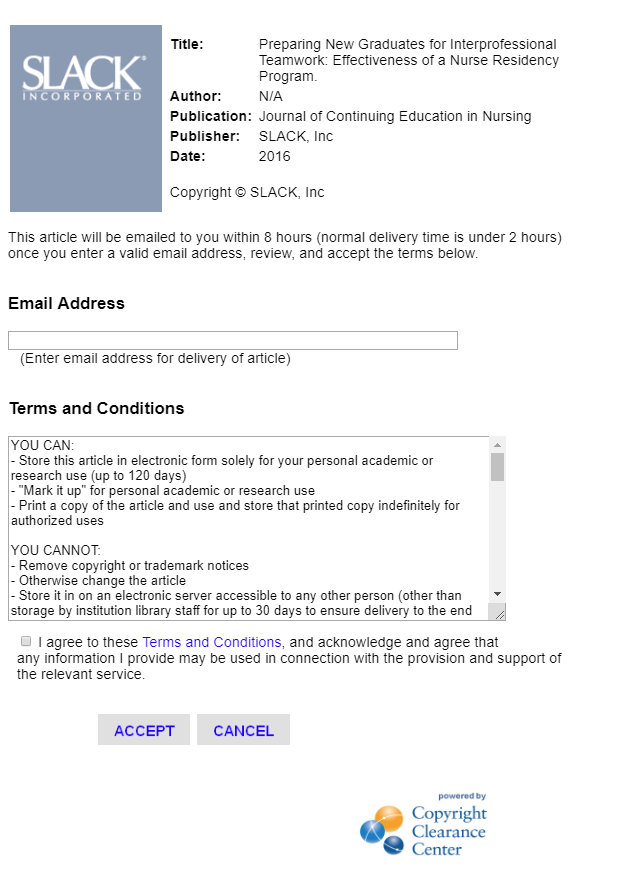 SLACK®
INCORPORATED
Title: Preparing New Graduates for Interprofessional
Teamwork: Effectiveness of a Nurse Residency
Program.
Author: N/A
Publication: Journal of Continuing Education in Nursing
Publisher: SLACK, Inc
Date: 2016
Copyright © SLACK, Inc
This article will be emailed to you within 8 hours (normal delivery time is under 2 hours)
once you enter a valid email address, review, and accept the terms below.
Email Address
(Enter email address for delivery of article)
Terms and Conditions
YOU CAN:
- Store this article in electronic form solely for your personal academic or
research use (up to 120 days)
- "Mark it up" for personal academic or research use
- Print a copy of the article and use and store that printed copy indefinitely for
authorized uses
YOU CANNOT:
- Remove copyright or trademark notices
- Otherwise change the article
- Store it in on an electronic server accessible to any other person (other than
storage by institution library staff for up to 30 days to ensure delivery to the end
I agree to these Terms and Conditions, and acknowledge and agree that
any information I provide may be used in connection with the provision and support of
the relevant service.
ACCEPT CANCEL
powered by
Copyright
Clearance
Center